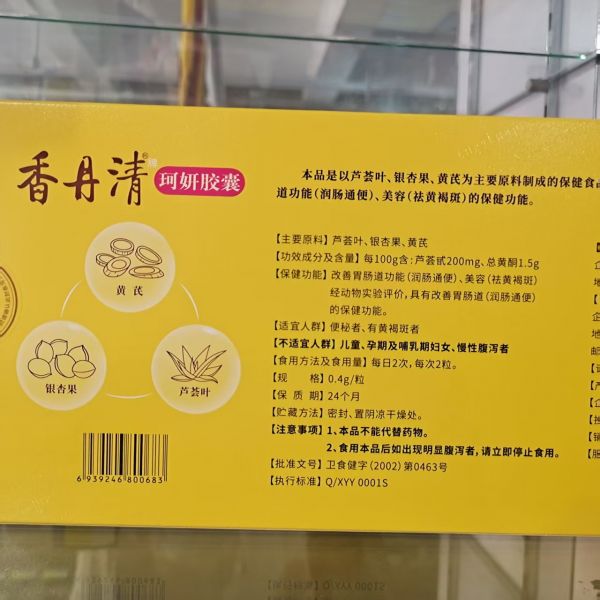 香丹清®
珂妍胶囊
黄芪
银杏果
芦荟叶
6 939246 800683
本品是以芦荟叶、银杏果、黄芪为主要原料制成的保健食品
道功能(润肠通便)、美容(祛黄褐斑)的保健功能。
【主要原料】芦荟叶、银杏果、黄芪
【功效成分及含量】每100g含:芦荟甙200mg、总黄酮1.5g
【保健功能】改善胃肠道功能(润肠通便)、美容(祛黄褐斑)
经动物实验评价,具有改善胃肠道(润肠通便)
的保健功能。
【适宜人群】便秘者、有黄褐斑者
【不适宜人群】儿童、孕期及哺乳期妇女、慢性腹泻者
【食用方法及食用量】每日2次,每次2粒。
【规 格】0.4g/粒
【保 质 期】24个月
【贮藏方法】密封、置阴凉干燥处。
【注意事项】1、本品不能代替药物。
2、食用本品后如出现明显腹泻者,请立即停止食用。
【批准文号】卫食健字(2002)第0463号
【执行标准】Q/XYY 0001S